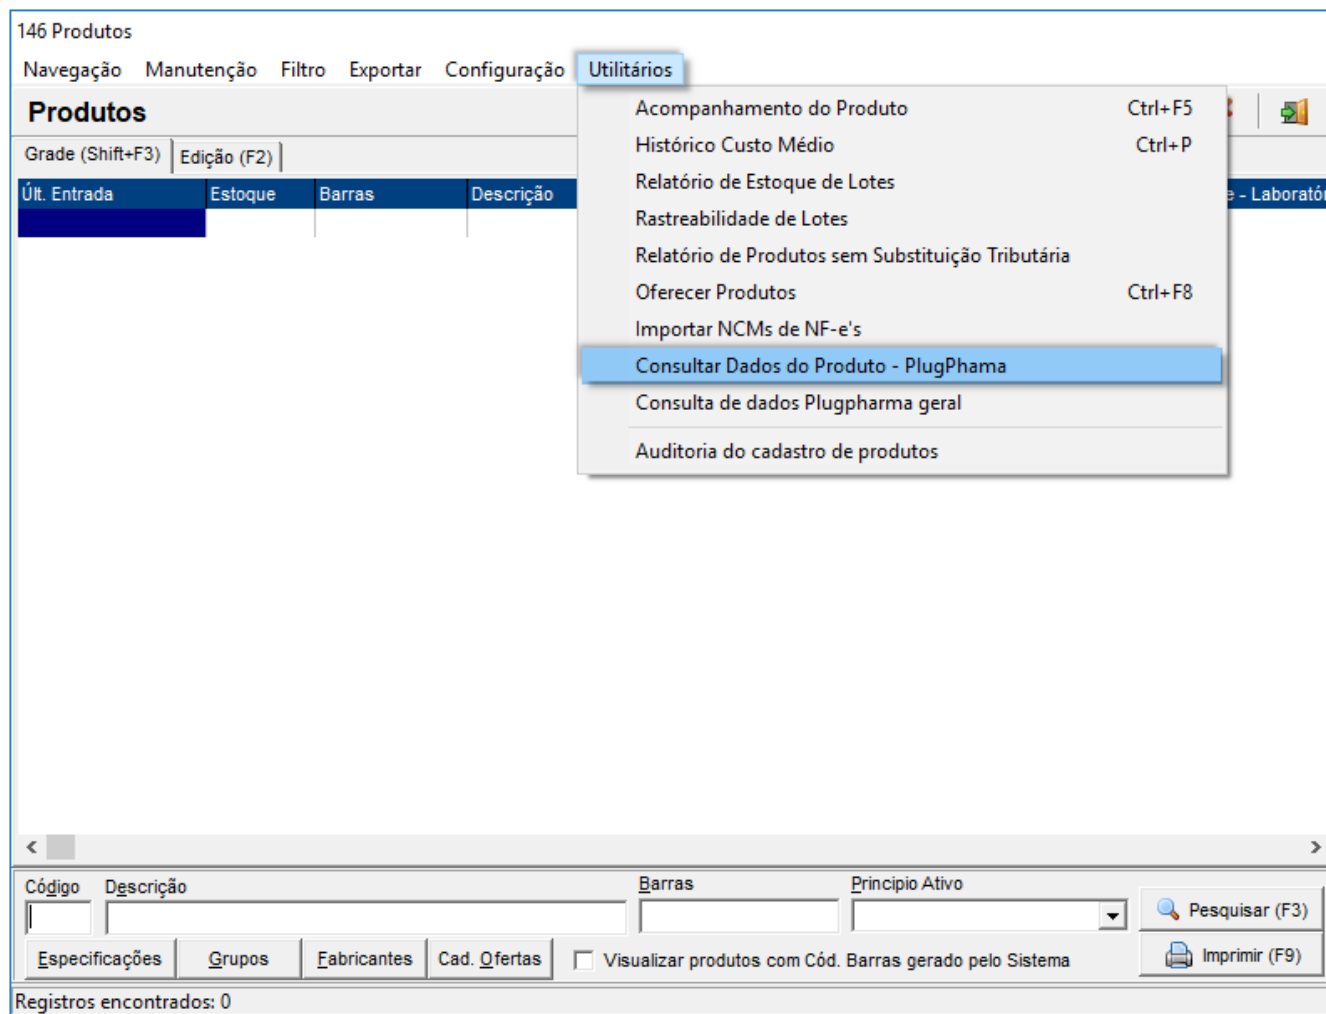 146 Produtos
Navegação Manutenção Filtro Exportar Configuração Utilitários
Produtos
Grade (Shift+F3) Edição (F2)
Últ. Entrada Estoque Barras Descrição e - Laborató
Acompanhamento do Produto Ctrl+F5
Histórico Custo Médio Ctrl+P
Relatório de Estoque de Lotes
Rastreabilidade de Lotes
Relatório de Produtos sem Substituição Tributária
Oferecer Produtos Ctrl+F8
Importar NCMs de NF-e's
Consultar Dados do Produto - PlugPhama
Consulta de dados Plugpharma geral
Auditoria do cadastro de produtos
Código Descrição Barras Principio Ativo
Pesquisar (F3)
Especificações Grupos Fabricantes Cad. Ofertas Visualizar produtos com Cód. Barras gerado pelo Sistema Imprimir (F9)
Registros encontrados: 0